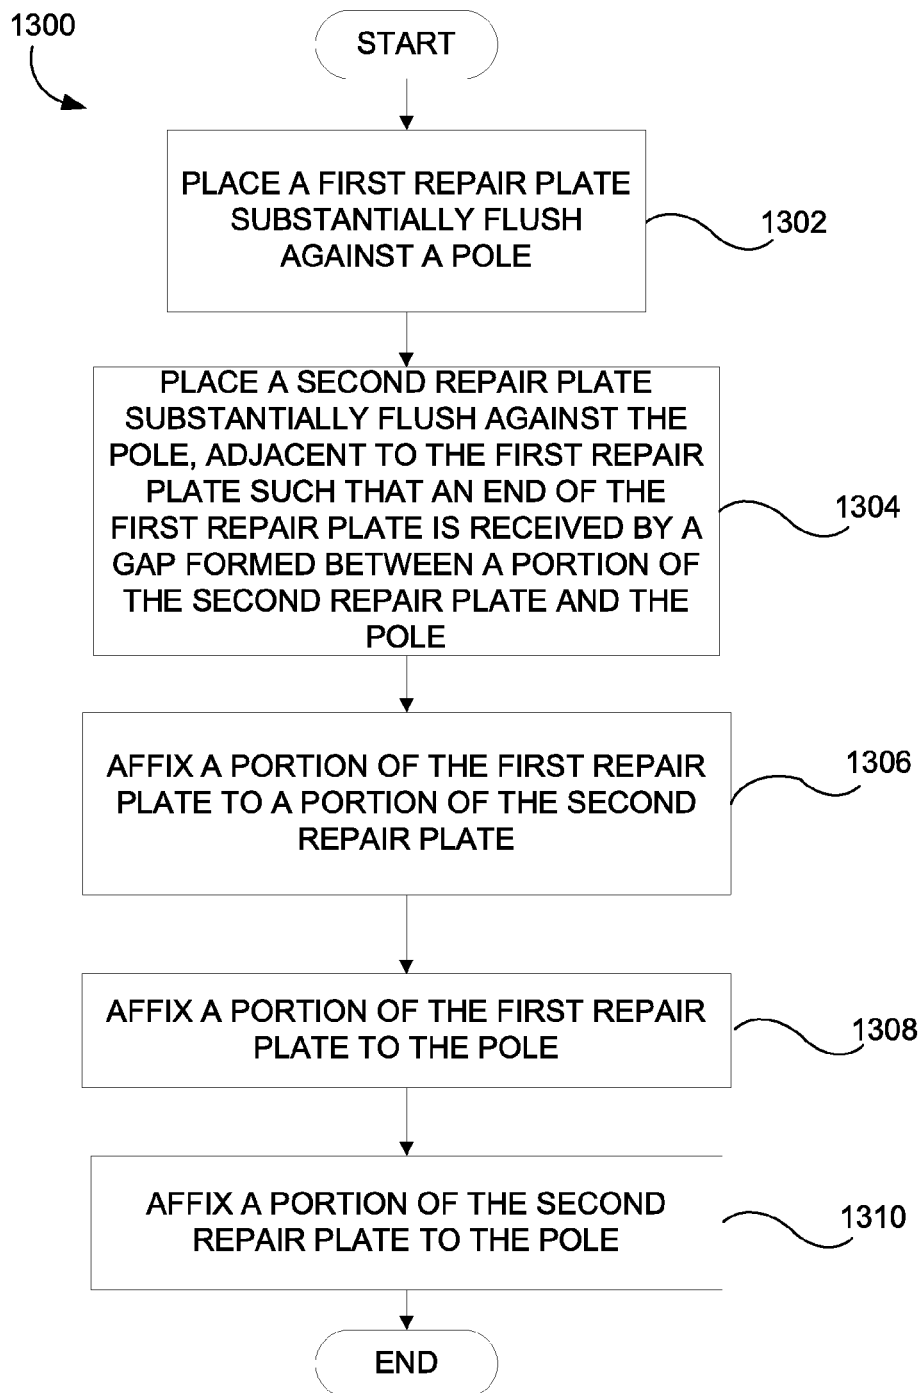 1300
START
PLACE A FIRST REPAIR PLATE
SUBSTANTIALLY FLUSH
AGAINST A POLE
1302
PLACE A SECOND REPAIR PLATE
SUBSTANTIALLY FLUSH AGAINST THE
POLE, ADJACENT TO THE FIRST REPAIR
PLATE SUCH THAT AN END OF THE
FIRST REPAIR PLATE IS RECEIVED BY A
GAP FORMED BETWEEN A PORTION OF
THE SECOND REPAIR PLATE AND THE
POLE
1304
AFFIX A PORTION OF THE FIRST REPAIR
PLATE TO A PORTION OF THE SECOND
REPAIR PLATE
1306
AFFIX A PORTION OF THE FIRST REPAIR
PLATE TO THE POLE
1308
AFFIX A PORTION OF THE SECOND
REPAIR PLATE TO THE POLE
1310
END